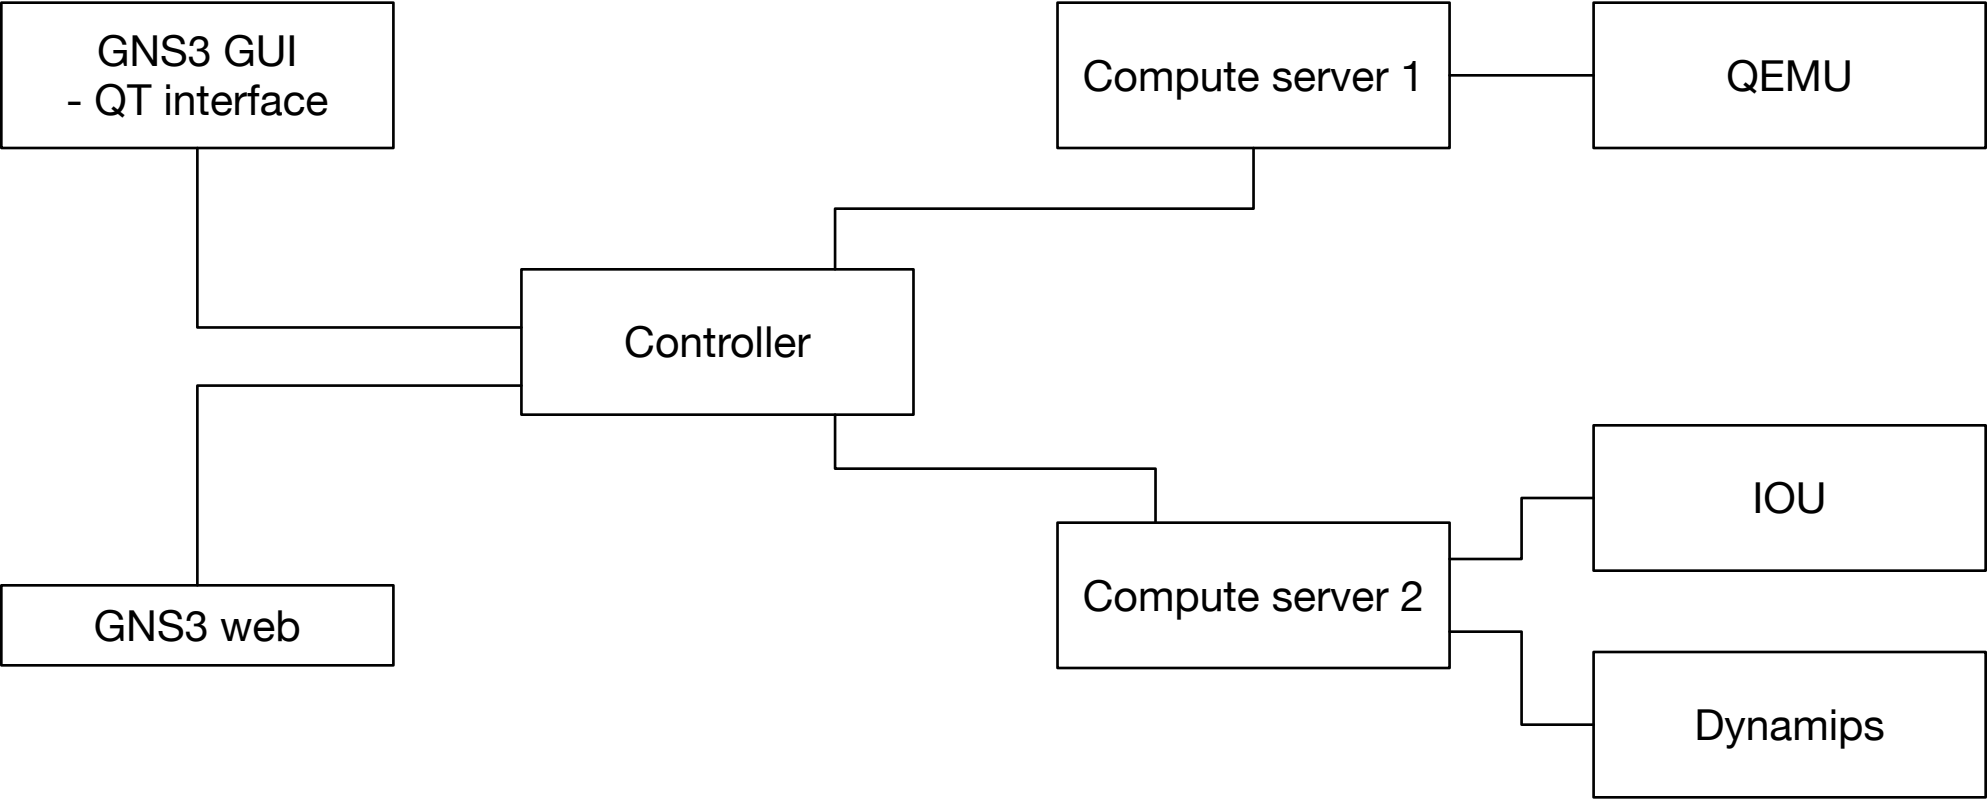 GNS3 GUI
- QT interface
Compute server 1
QEMU
Controller
IOU
Compute server 2
GNS3 web
Dynamips